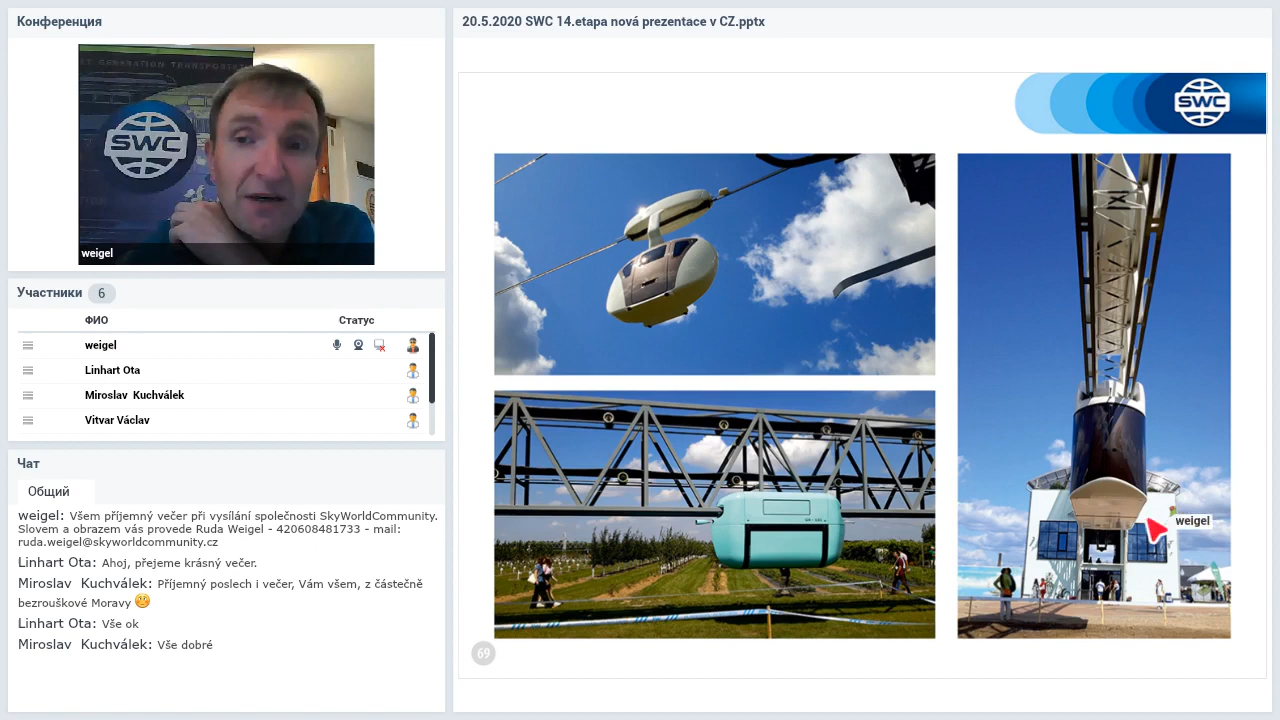 Конференция
AT GENERATION TRANSPORTAT
SWC
weigel
Участники 6
ФИО Статус
weigel
Linhart Ota
Miroslav Kuchválek
Vitvar Václav
Чат
Общий
weigel: Všem příjemný večer při vysílání společnosti SkyWorldCommunity.
Slovem a obrazem vás provede Ruda Weigel - 420608481733 - mail:
ruda.weigel@skyworldcommunity.cz
Linhart Ota: Ahoj, přejeme krásný večer.
Miroslav Kuchválek: Příjemný poslech i večer, Vám všem, z částečně
bezrouškové Moravy
Linhart Ota: Vše ok
Miroslav Kuchválek: Vše dobré
20.5.2020 SWC 14.etapa nová prezentace v CZ.pptx
SWC
weigel
69